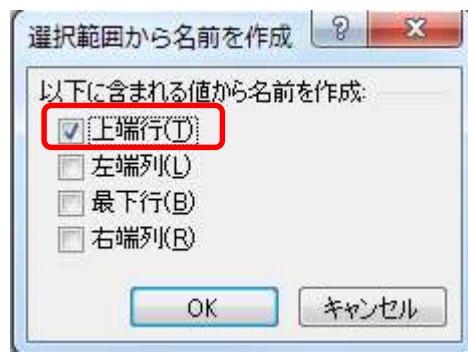 選択範囲から名前を作成
以下に含まれる値から名前を作成:
上端行(T)
左端列(L)
最下行(B)
右端列(R)
OK キャンセル